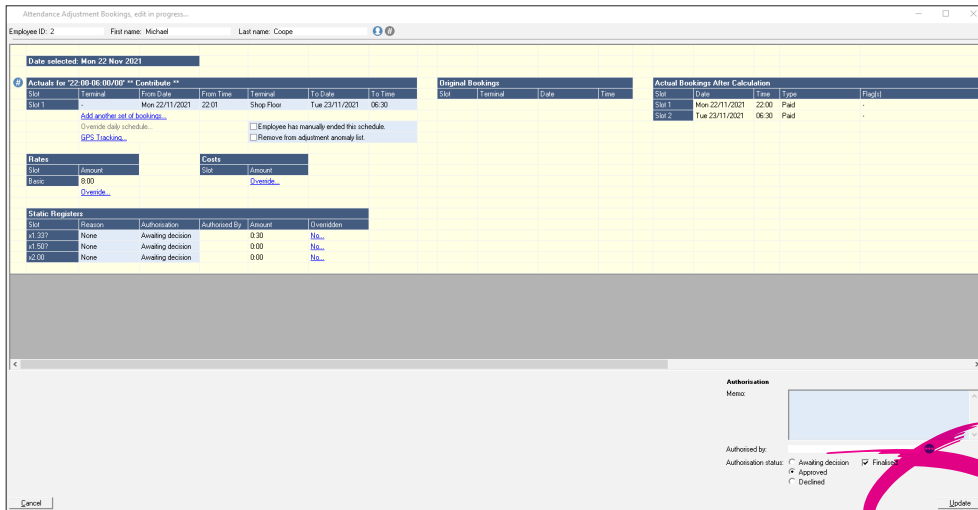 Attendance Adjustment Bookings, edit in progress...
Employee ID: 2 First name: Michael Last name: Coope
Date selected: Mon 22 Nov 2021
Actuals for '22:00-06:00/00' ** Contribute ** Original Bookings Actual Bookings After Calculation
Slot Terminal From Date From Time Terminal To Date To Time Slot Terminal Date Time Slot Date Time Type Flag(s)
Slot 1 - Mon 22/11/2021 22:01 Shop Floor Tue 23/11/2021 06:30 Slot 1 Mon 22/11/2021 22:00 Paid -
Add another set of bookings... Slot 2 Tue 23/11/2021 06:30 Paid -
Override daily schedule... Employee has manually ended this schedule.
GPS Tracking... Remove from adjustment anomaly list.
Rates Costs
Slot Amount Slot Amount
Basic 8:00 Override...
Override...
Static Registers
Slot Reason Authorisation Authorised By Amount Overridden
x1.33? None Awaiting decision 0:30 No...
x1.50? None Awaiting decision 0:00 No...
x2.00 None Awaiting decision 0:00 No...
Authorisation
Memo:
Authorised by:
Authorisation status: Awaiting decision Finalised
Approved
Declined
Cancel Update